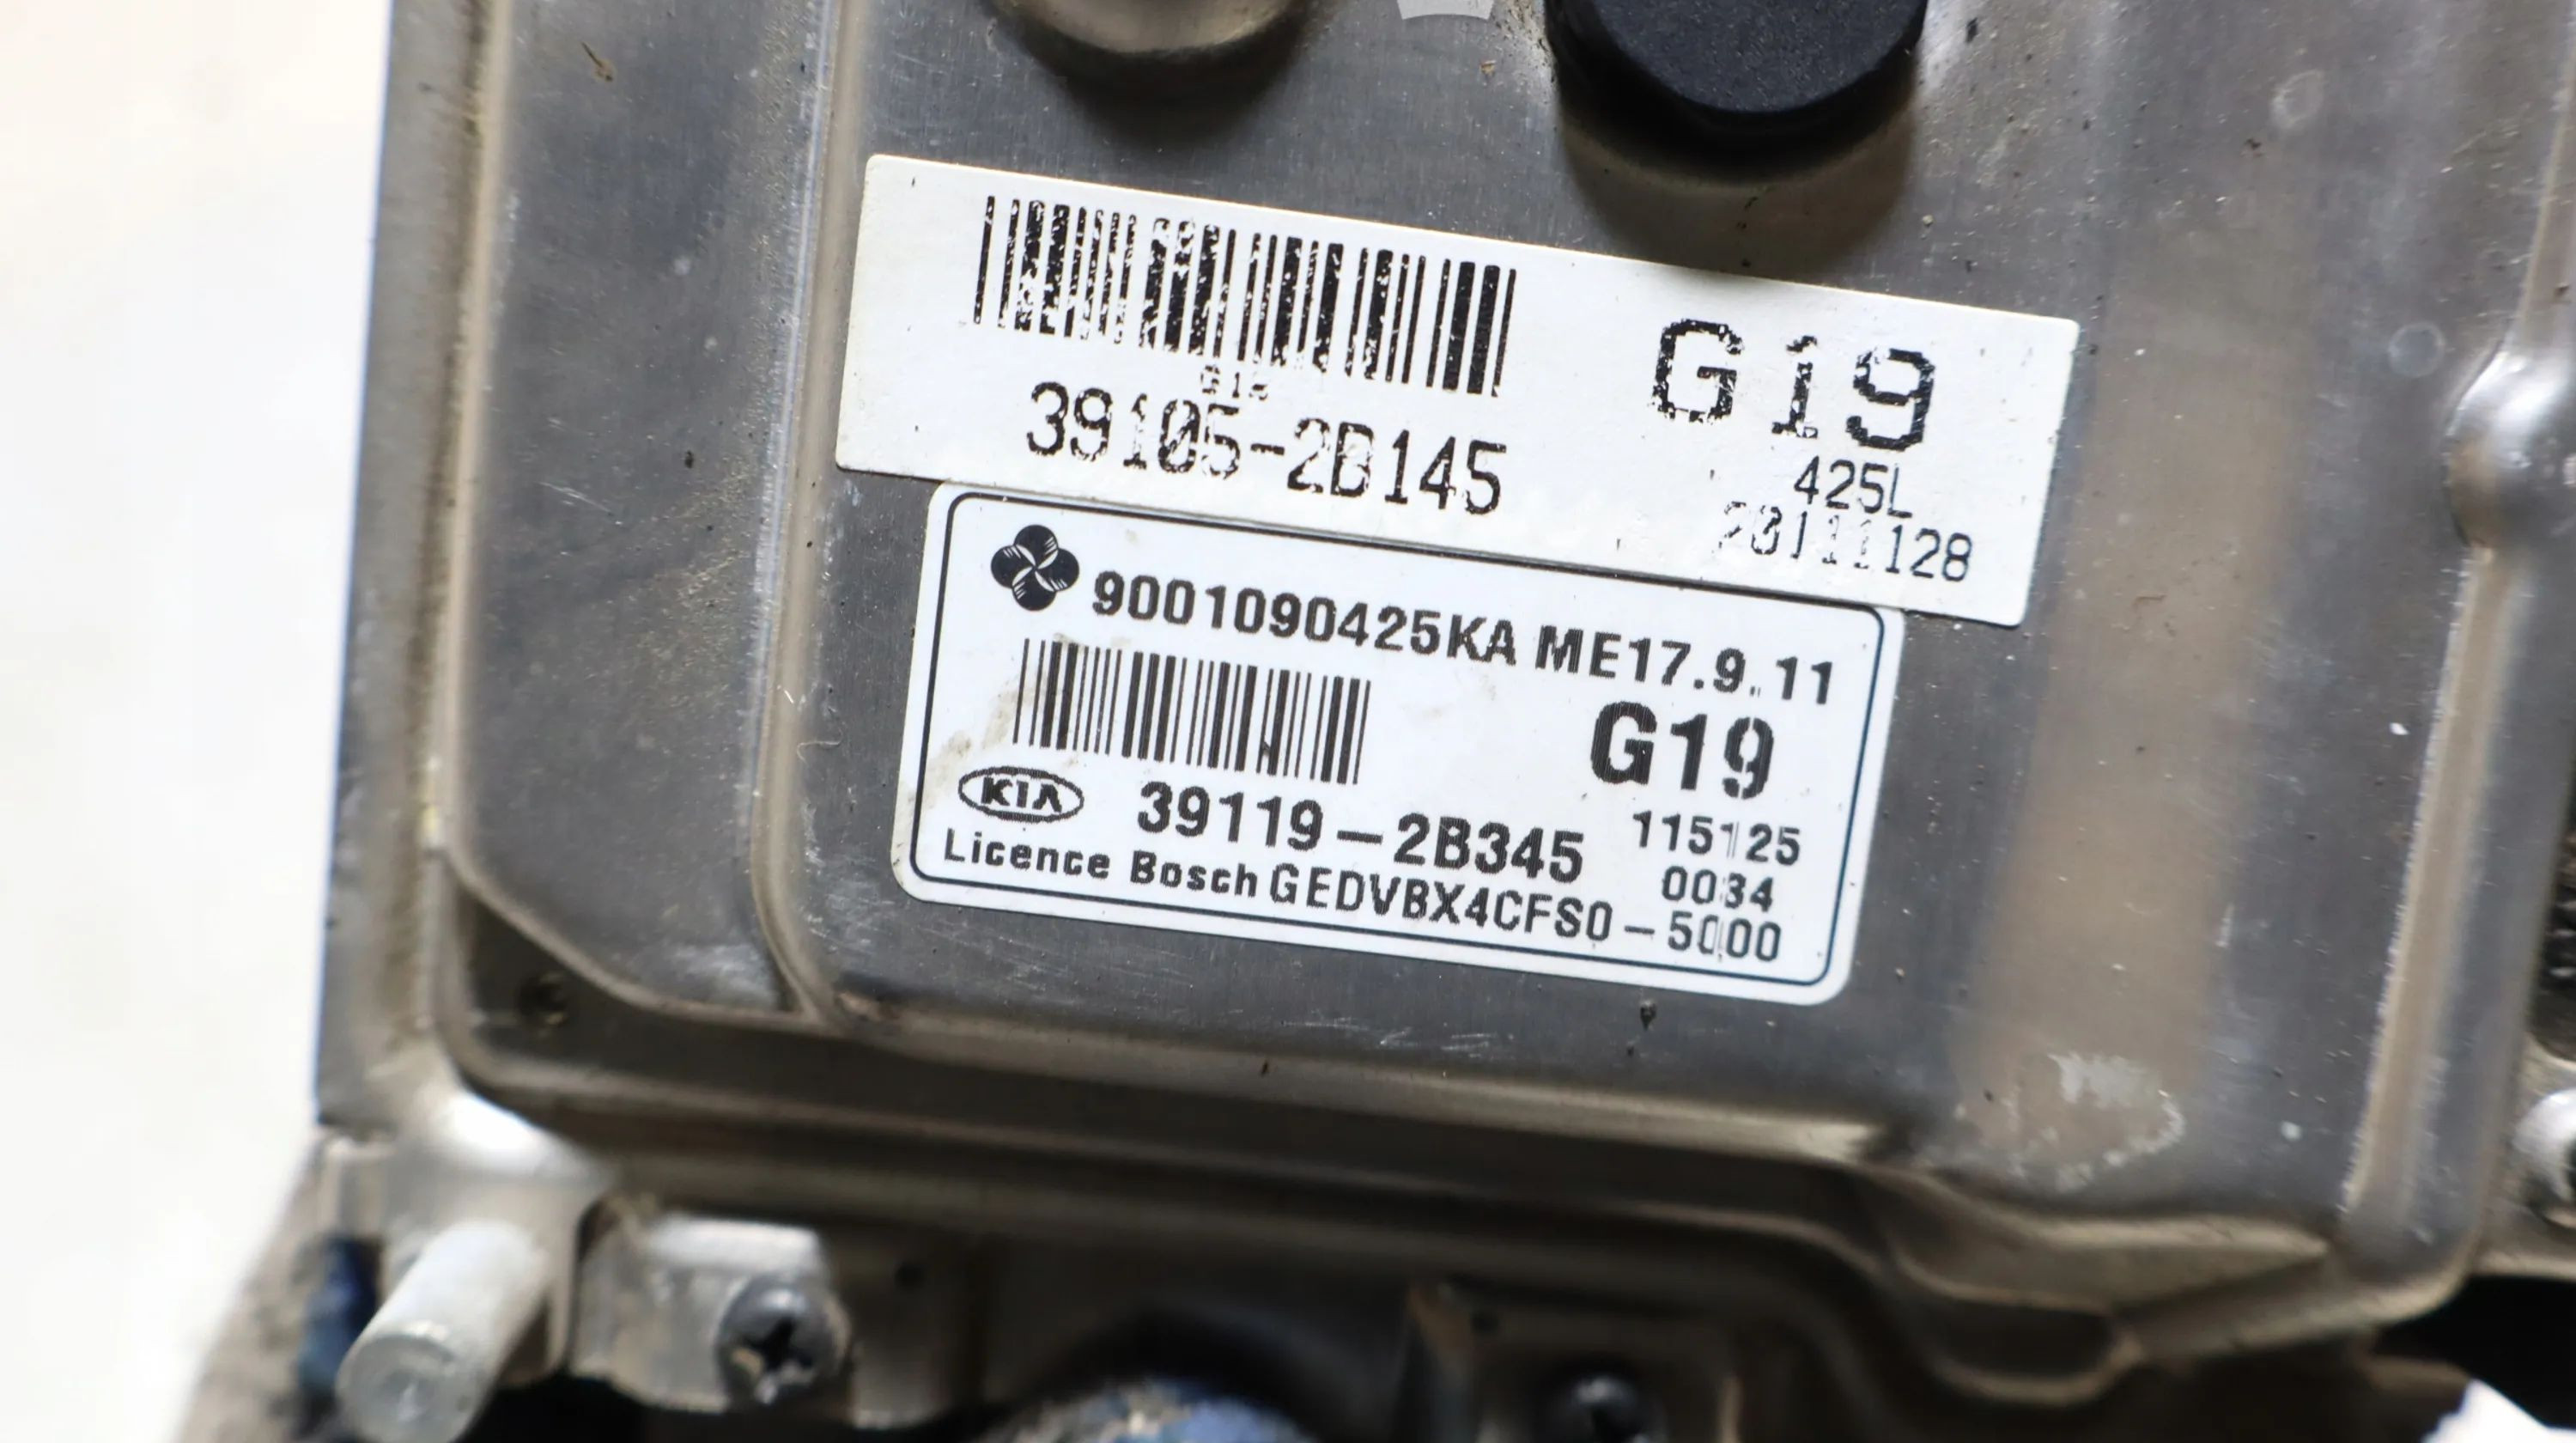 G19
39105-2B145
G19
425L
20111128
9001090425KA ME17.9.11
G19
KIA
39119-2B345
115125
0034
Licence Bosch GEDVBX4CFS0-5000